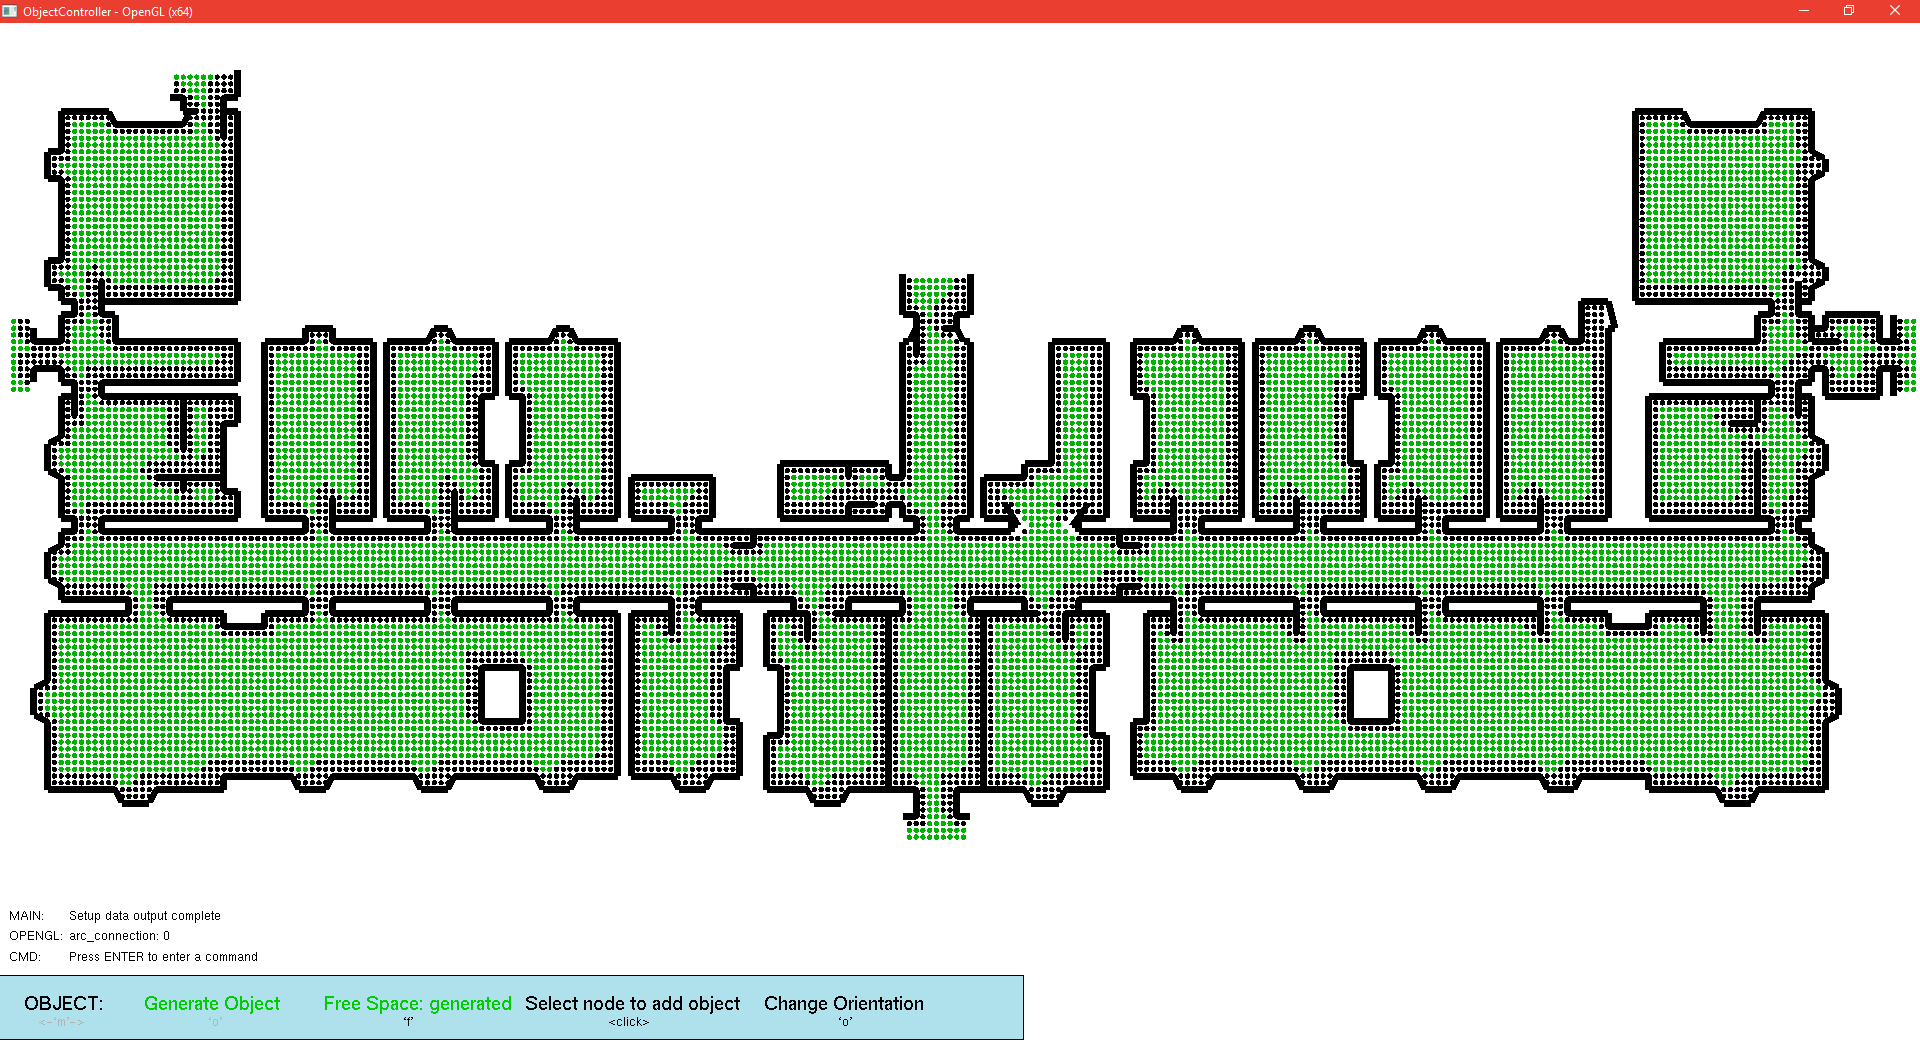 ObjectController - OpenGL (x64)
MAIN: Setup data output complete
OPENGL: arc_connection: 0
CMD: Press ENTER to enter a command
OBJECT: Generate Object Free Space: generated Select node to add object Change Orientation
<-'m'-> 'o' 'f' <click> 'o'